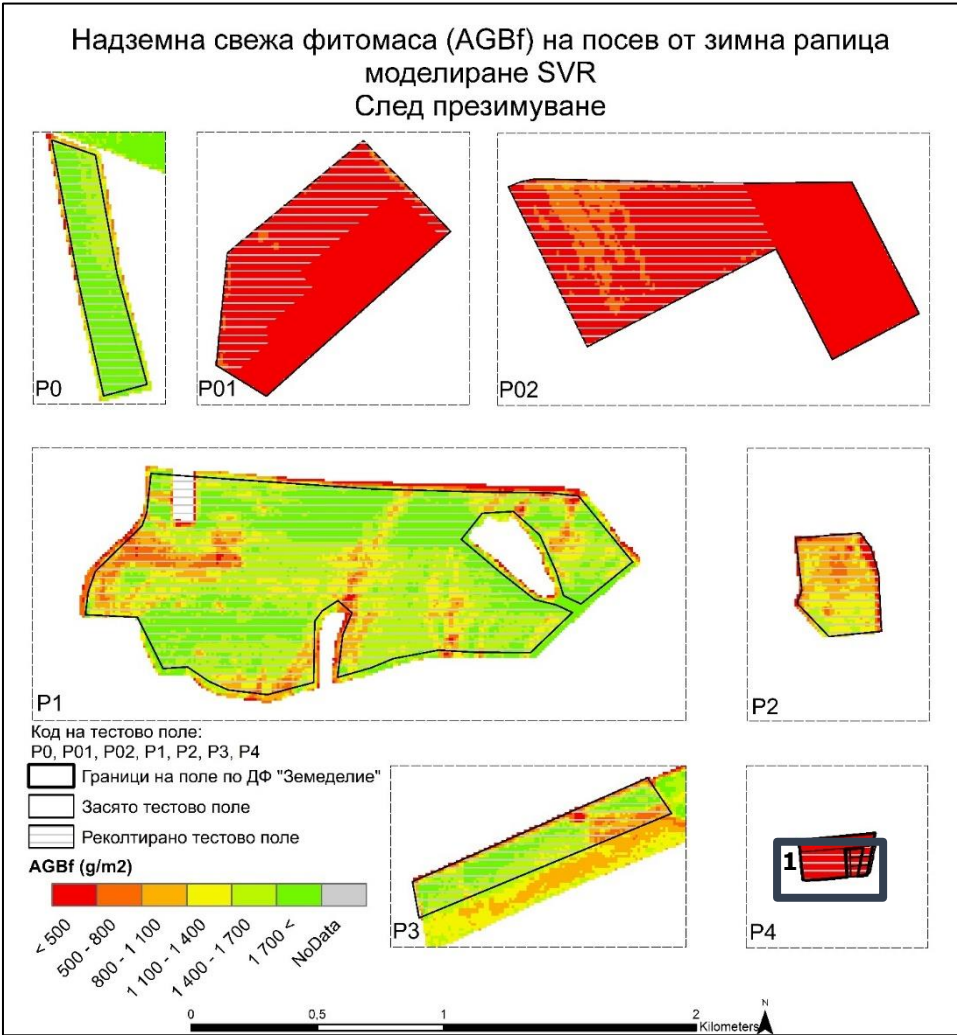 Надземна свежа фитомаса (AGBf) на посев от зимна рапица
моделиране SVR
След презимуване
P0
P01
P02
P1
P2
Код на тестово поле:
P0, P01, P02, P1, P2, P3, P4
Граници на поле по ДФ "Земеделие"
Засято тестово поле
Реколтирано тестово поле
AGBf (g/m2)
< 500
500 - 800
800 - 1 100
1 100 - 1 400
1 400 - 1 700
1 700 <
NoData
P3
1
P4
0 0,5 1 2
Kilometers
N